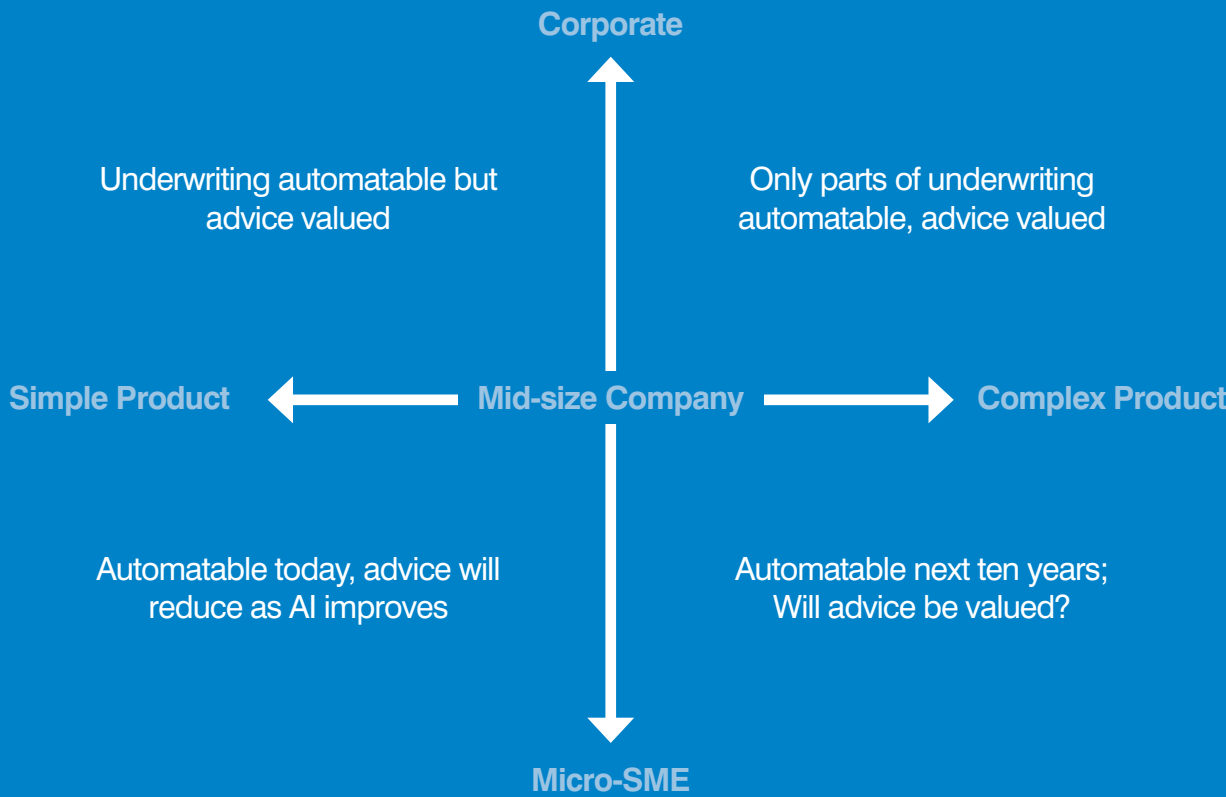 Corporate
Underwriting automatable but
advice valued
Only parts of underwriting
automatable, advice valued
Simple Product
Mid-size Company
Complex Product
Automatable today, advice will
reduce as AI improves
Automatable next ten years;
Will advice be valued?
Micro-SME